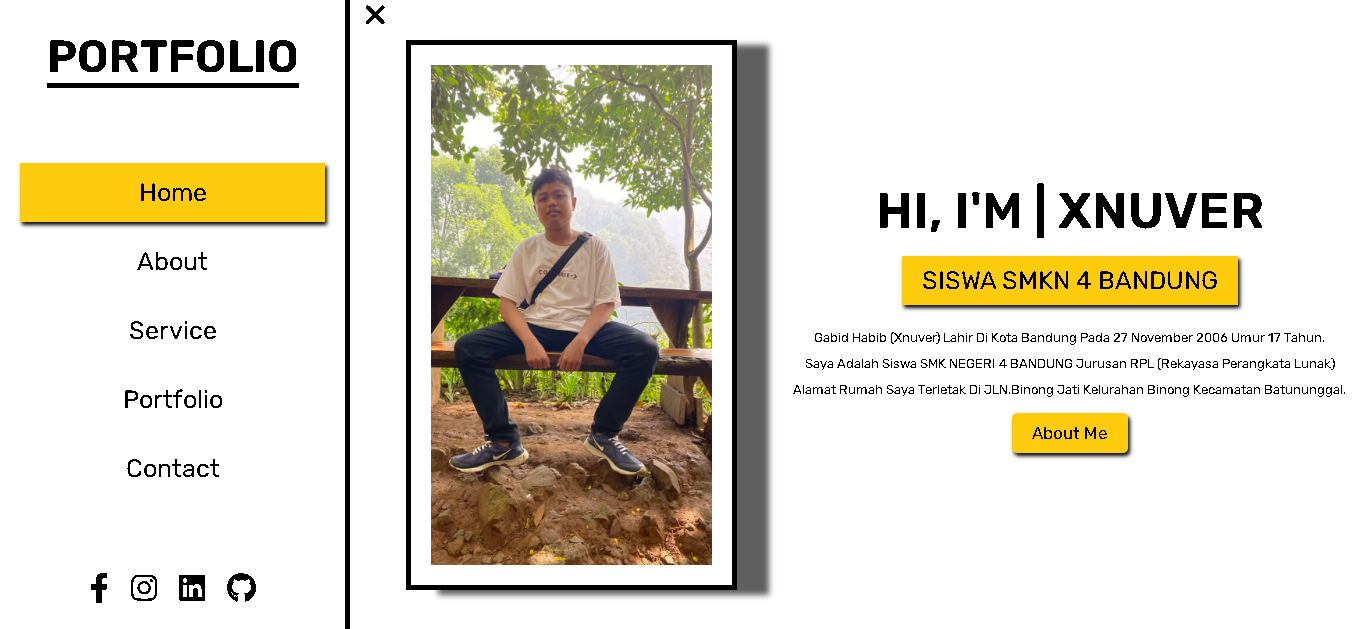 PORTFOLIO
Home
About
Service
Portfolio
Contact
HI, I'M | XNUVER
SISWA SMKN 4 BANDUNG
Gabid Habib (Xnuver) Lahir Di Kota Bandung Pada 27 November 2006 Umur 17 Tahun.
Saya Adalah Siswa SMK NEGERI 4 BANDUNG Jurusan RPL (Rekayasa Perangkata Lunak)
Alamat Rumah Saya Terletak Di JLN.Binong Jati Kelurahan Binong Kecamatan Batununggal.
About Me